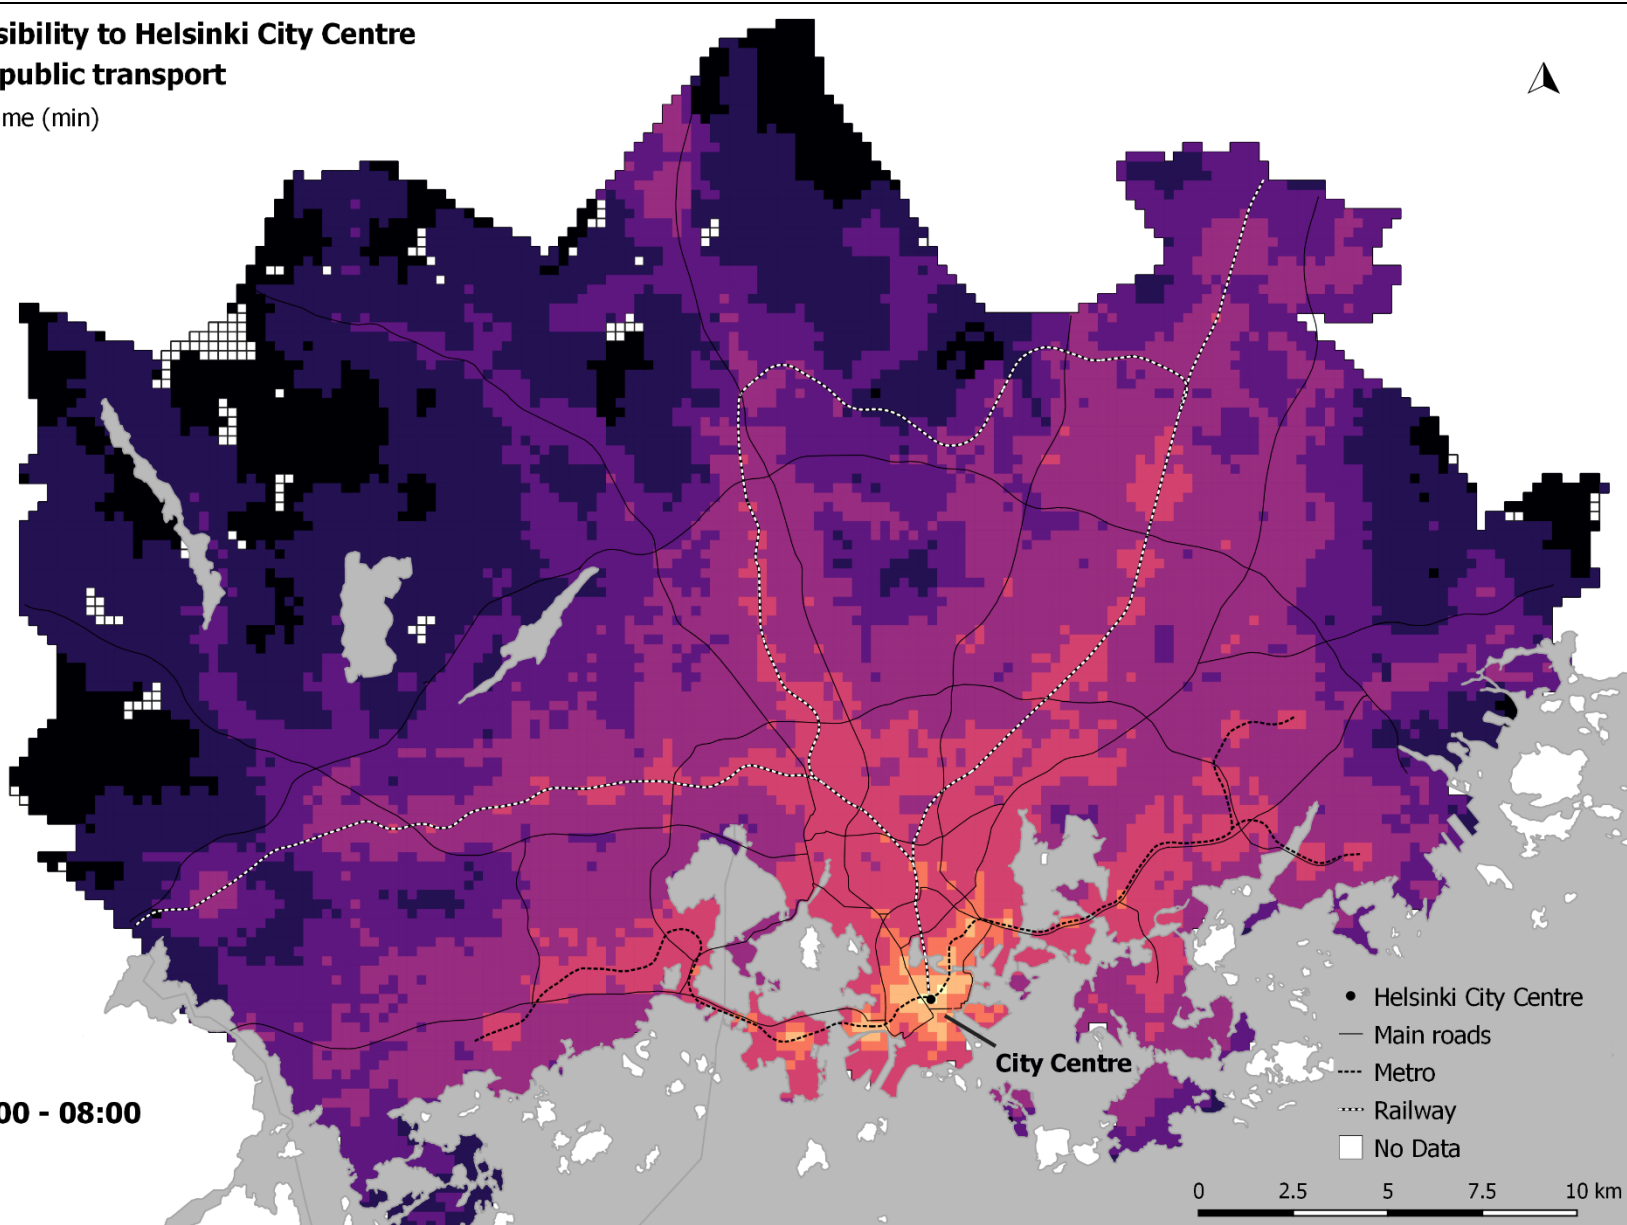 sibility to Helsinki City Centre
public transport
me (min)
City Centre
00 - 08:00
Helsinki City Centre
Main roads
Metro
Railway
No Data
0 2.5 5 7.5 10 km